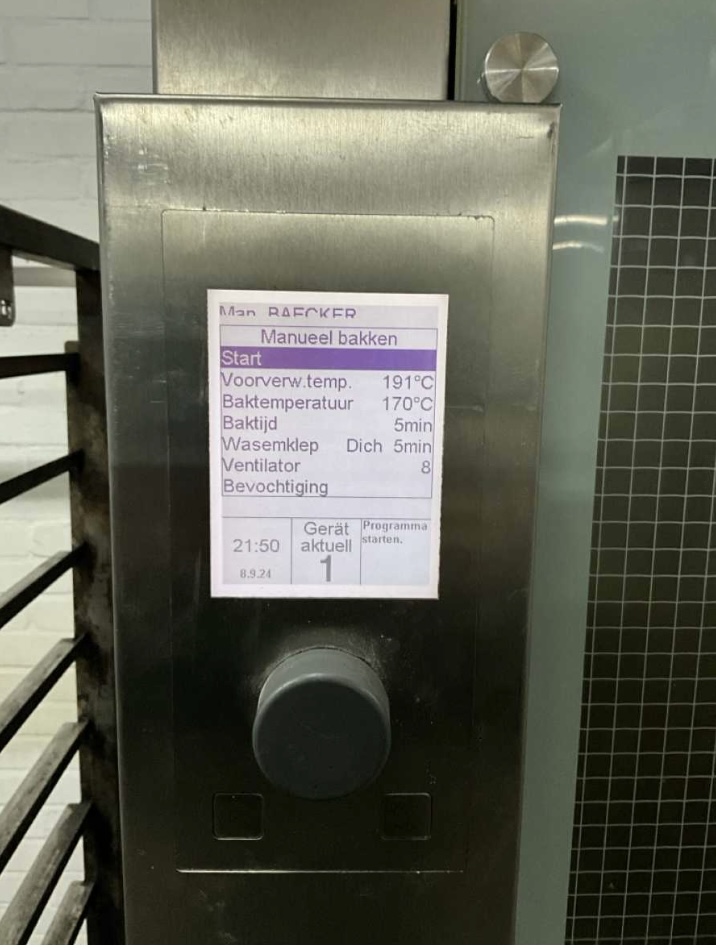 Man BAECKER
Manueel bakken
Start
Voorverw.temp. 191°C
Baktemperatuur 170°C
Baktijd 5min
Wasemklep Dich 5min
Ventilator 8
Bevochtiging
21:50
8.9.24
Gerät
aktuell
1
Programma
starten.